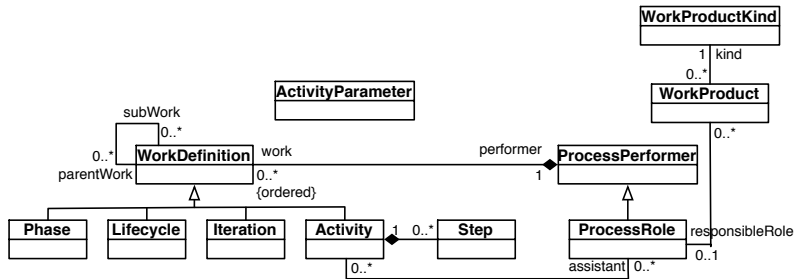 WorkProductKind
1 kind
0..*
ActivityParameter
WorkProduct
subWork
0..*
0..*
0..*
WorkDefinition
work
performer
ProcessPerformer
parentWork
0..*
1
{ordered}
Phase
Lifecycle
Iteration
Activity
1
0..*
Step
ProcessRole
responsibleRole
0..1
0..*
assistant
0..*